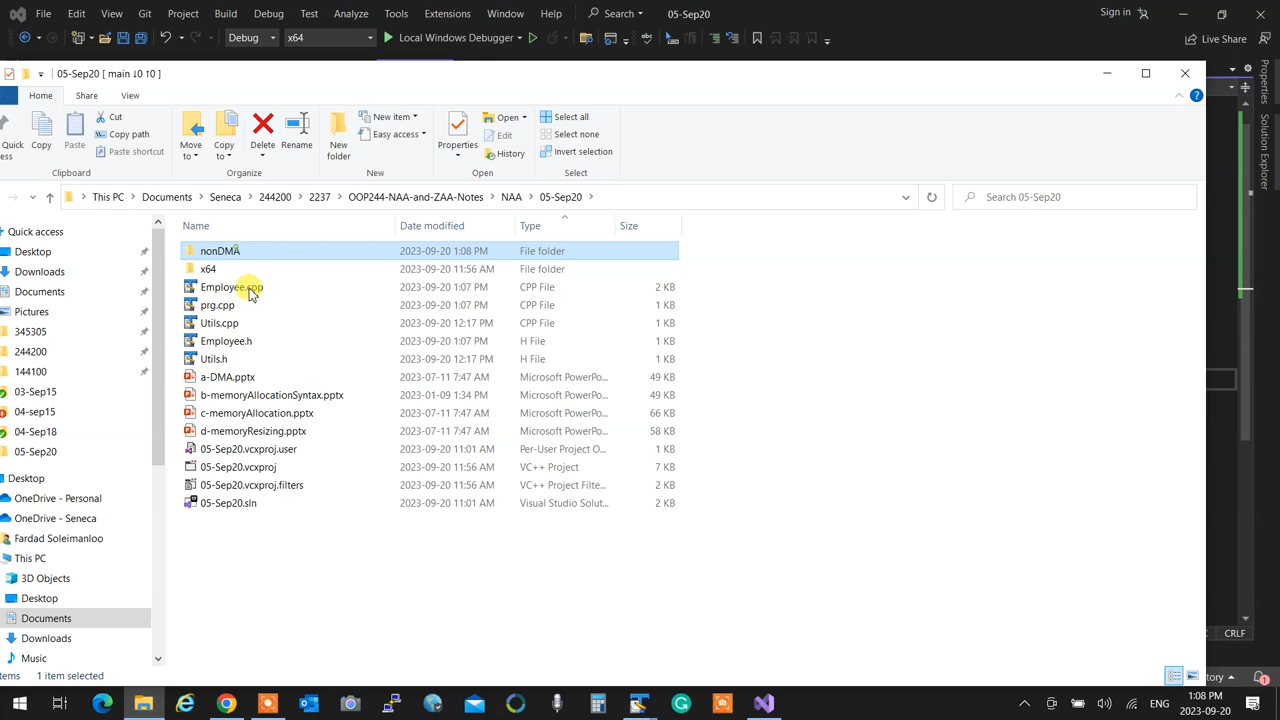 File Edit View Git Project Build Debug Test Analyze Tools Extensions Window Help Search 05-Sep20 Sign in
Debug x64 Local Windows Debugger Live Share
05-Sep20 [ main ↓0 ↑0 ]
Home Share View
Cut
Copy path
Paste shortcut
Quick
ess
Copy
Paste
Clipboard
Move
to
Copy
to
Delete
Rename
Organize
New
folder
New item
Easy access
New
Properties
Open
Edit
History
Open
Select all
Select none
Invert selection
Select
This PC Documents Seneca 244200 2237 OOP244-NAA-and-ZAA-Notes NAA 05-Sep20
Search 05-Sep20
Name Date modified Type Size
nonDMA 2023-09-20 1:08 PM File folder
x64 2023-09-20 11:56 AM File folder
Employee.cpp 2023-09-20 1:07 PM CPP File 2 KB
prg.cpp 2023-09-20 1:07 PM CPP File 1 KB
Utils.cpp 2023-09-20 12:17 PM CPP File 1 KB
Employee.h 2023-09-20 1:07 PM H File 1 KB
Utils.h 2023-09-20 12:17 PM H File 1 KB
a-DMA.pptx 2023-07-11 7:47 AM Microsoft PowerPo... 49 KB
b-memoryAllocationSyntax.pptx 2023-01-09 1:34 PM Microsoft PowerPo... 49 KB
c-memoryAllocation.pptx 2023-07-11 7:47 AM Microsoft PowerPo... 66 KB
d-memoryResizing.pptx 2023-07-11 7:47 AM Microsoft PowerPo... 58 KB
05-Sep20.vcxproj.user 2023-09-20 11:01 AM Per-User Project O... 1 KB
05-Sep20.vcxproj 2023-09-20 11:56 AM VC++ Project 7 KB
05-Sep20.vcxproj.filters 2023-09-20 11:56 AM VC++ Project Filte... 2 KB
05-Sep20.sln 2023-09-20 11:01 AM Visual Studio Solut... 2 KB
Quick access
Desktop
Downloads
Documents
Pictures
345305
244200
144100
03-Sep15
04-sep15
04-Sep18
05-Sep20
Desktop
OneDrive - Personal
OneDrive - Seneca
Fardad Soleimanloo
This PC
3D Objects
Desktop
Documents
Downloads
Music
tems 1 item selected
Properties
Solution Explorer
CRLF
tory
1
ENG
1:08 PM
2023-09-20